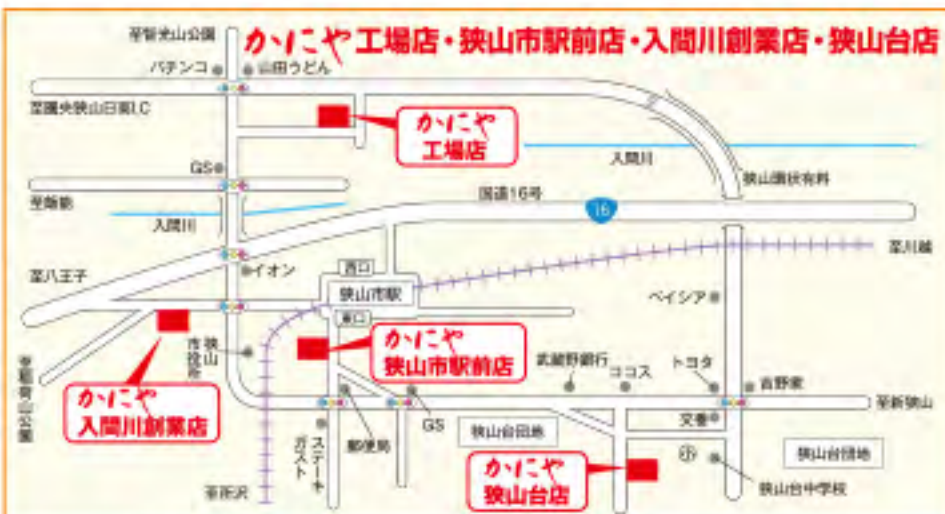 かにや工場店・狭山市駅前店・入間川創業店・狭山台店
至智光山公園
パチンコ
山田うどん
至圏央狭山日高I.C
かにや
工場店
入間川
狭山環状有料
GS
至飯能
国道16号
16
入間川
至川越
至八王子
イオン
西口
狭山市駅
東口
ベイシア
狭山
市役所
かにや
狭山市駅前店
至稲荷山公園
かにや
入間川創業店
武蔵野銀行
ココス
トヨタ
吉野家
至新狭山
交番
GS
郵便局
ステーキ
ガスト
狭山台団地
かにや
狭山台店
小
狭山台団地
狭山台中学校
至所沢